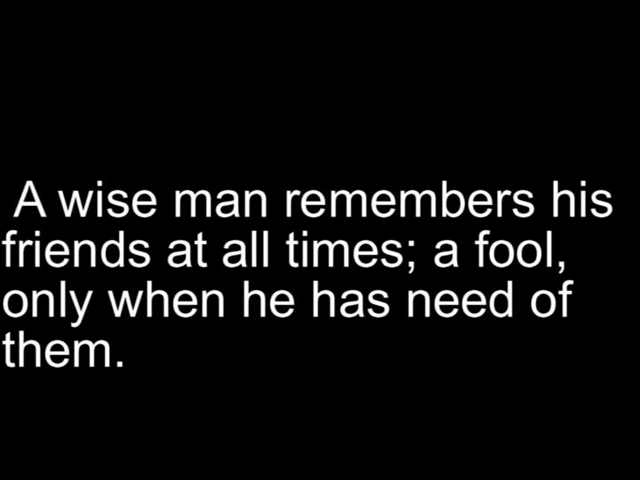 A wise man remembers his
friends at all times; a fool,
only when he has need of
them.